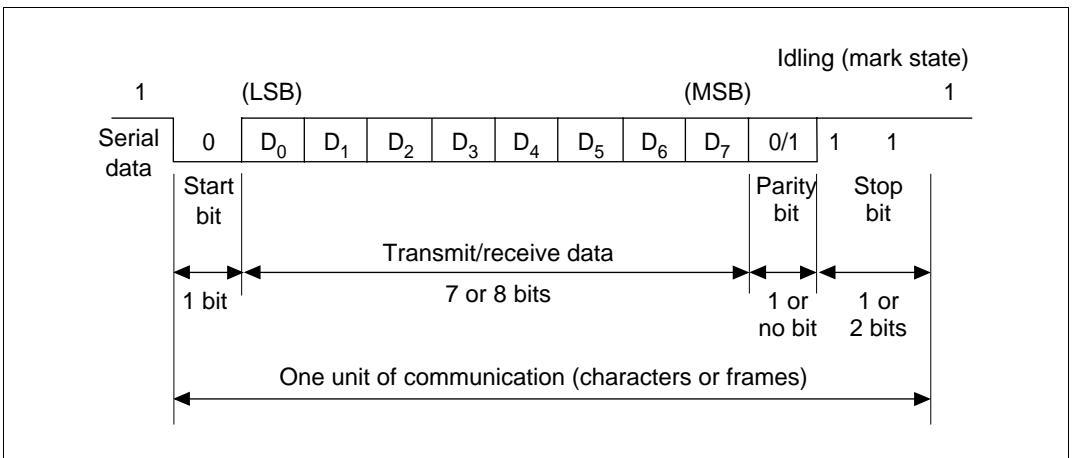 Idling (mark state)
1 (LSB) (MSB) 1
Serial data
0 D0 D1 D2 D3 D4 D5 D6 D7 0/1 1 1
Start bit
Parity bit
Stop bit
Transmit/receive data
1 bit
7 or 8 bits
1 or no bit
1 or 2 bits
One unit of communication (characters or frames)